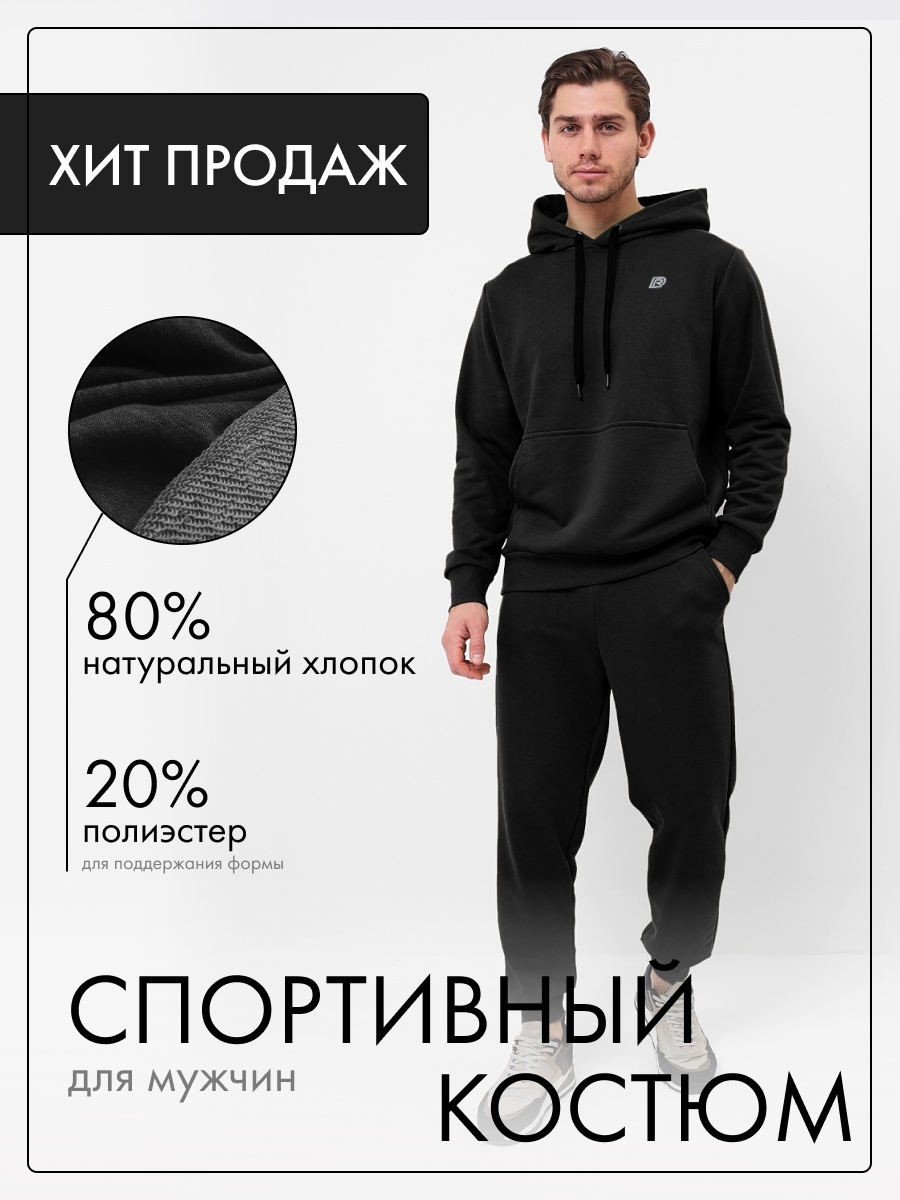 ХИТ ПРОДАЖ
80%
натуральный хлопок
20%
полиэстер
для поддержания формы
СПОРТИВНЫЙ
для мужчин
КОСТЮМ